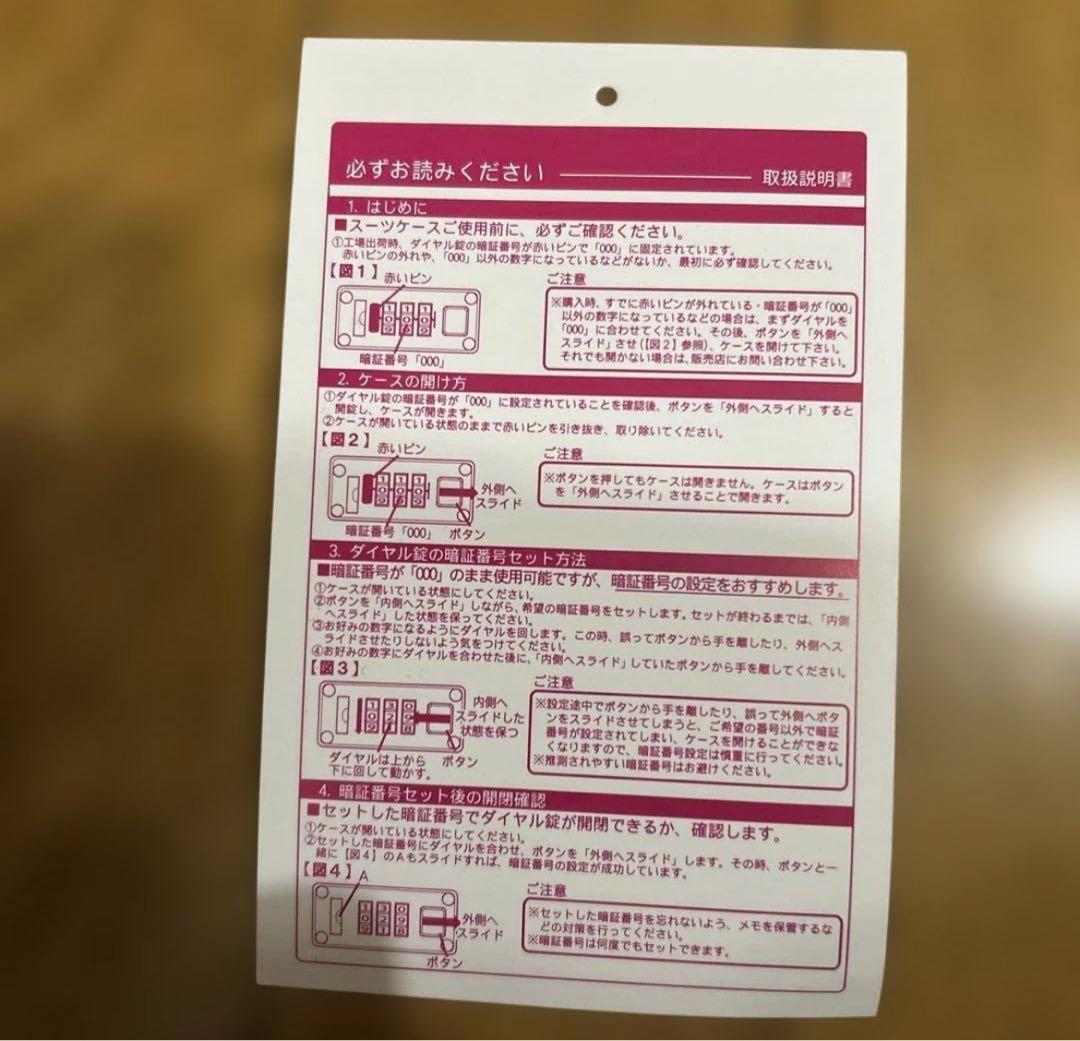 必ずお読みください
取扱説明書
1. はじめに
■スーツケースご使用前に、必ずご確認ください。
①工場出荷時、ダイヤル錠の暗証番号が赤いピンで「000」に固定されています。
赤いピンの外れや、「000」以外の数字になっているなどがないか、最初に必ず確認してください。
【図1】
赤いピン
暗証番号「000」
ご注意
※購入時、すでに赤いピンが外れている・暗証番号が「000」
以外の数字になっているなどの場合は、まずダイヤルを
「000」に合わせてください。その後、ボタンを「外側へ
スライド」させ(【図2】参照)、ケースを開けて下さい。
それでも開かない場合は、販売店にお問い合わせ下さい。
2. ケースの開け方
①ダイヤル錠の暗証番号が「000」に設定されていることを確認後、ボタンを「外側へスライド」すると
開錠し、ケースが開きます。
②ケースが開いている状態のままで赤いピンを引き抜き、取り除いてください。
【図2】
赤いピン
外側へ
スライド
暗証番号「000」
ボタン
ご注意
※ボタンを押してもケースは開きません。ケースはボタン
を「外側へスライド」させることで開きます。
3. ダイヤル錠の暗証番号セット方法
■暗証番号が「000」のまま使用可能ですが、暗証番号の設定をおすすめします。
①ケースが開いている状態にしてください。
②ボタンを「内側へスライド」しながら、希望の暗証番号をセットします。セットが終わるまでは、「内側
へスライド」した状態を保ってください。
③お好みの数字になるようにダイヤルを回します。この時、誤ってボタンから手を離したり、外側へス
ライドさせたりしないよう気をつけてください。
④お好みの数字にダイヤルを合わせた後に、「内側へスライド」していたボタンから手を離してください。
【図3】
内側へ
スライドした
状態を保つ
ダイヤルは上から
下に回して動かす。
ボタン
ご注意
※設定途中でボタンから手を離したり、誤って外側へボタ
ンをスライドさせてしまうと、ご希望の番号以外で暗証
番号が設定されてしまい、ケースを開けることができな
くなりますので、暗証番号設定は慎重に行ってください。
※推測されやすい暗証番号はお避けください。
4. 暗証番号セット後の開閉確認
■セットした暗証番号でダイヤル錠が開閉できるか、確認します。
①ケースが開いている状態にしてください。
②セットした暗証番号にダイヤルを合わせ、ボタンを「外側へスライド」します。その時、ボタンと一
緒に【図4】のAもスライドすれば、暗証番号の設定が成功しています。
【図4】
A
外側へ
スライド
ボタン
ご注意
※セットした暗証番号を忘れないよう、メモを保管するな
どの対策を行ってください。
※暗証番号は何度でもセットできます。